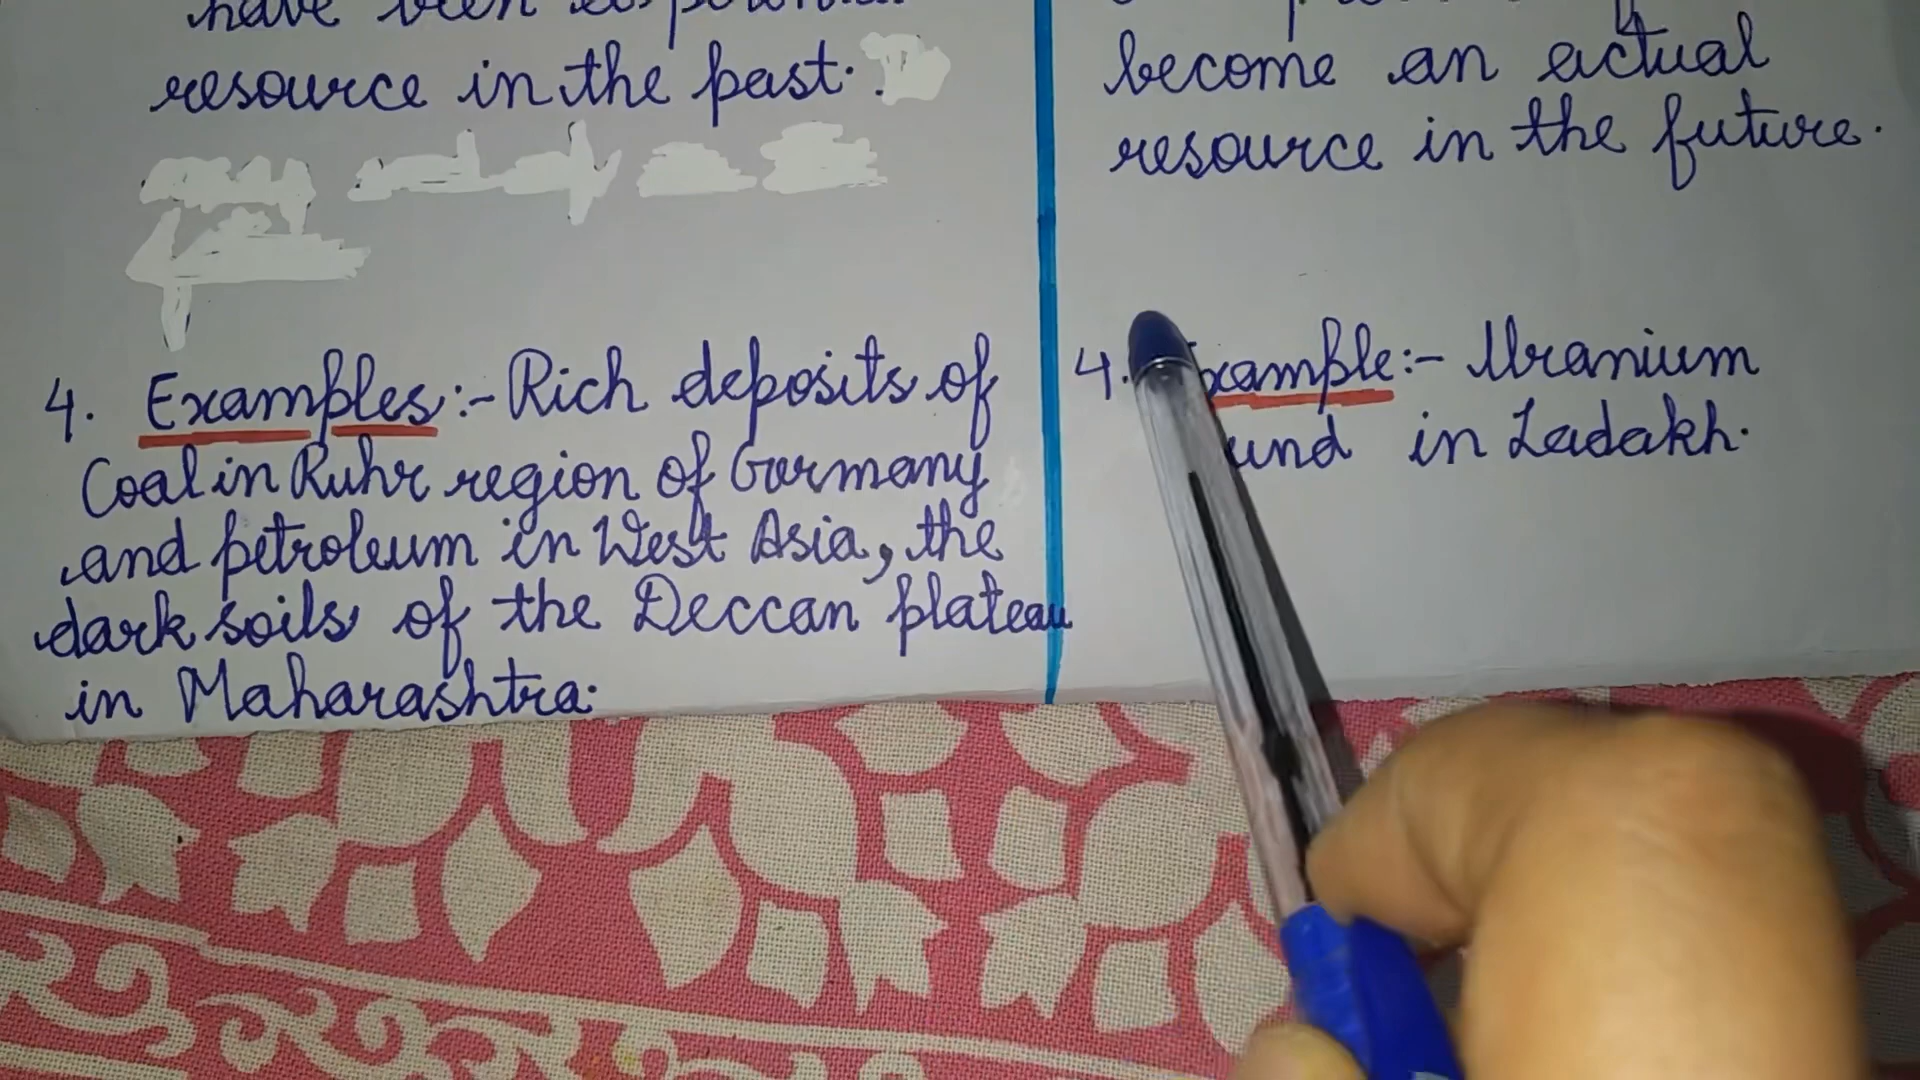 have been
resource in the past.
4. Examples:- Rich deposits of
Coal in Ruhr region of Germany
and petroleum in West Asia, the
dark soils of the Deccan plateau
in Maharashtra.
become an actual
resource in the future.
4. xample:- Uranium
und in Ladakh.